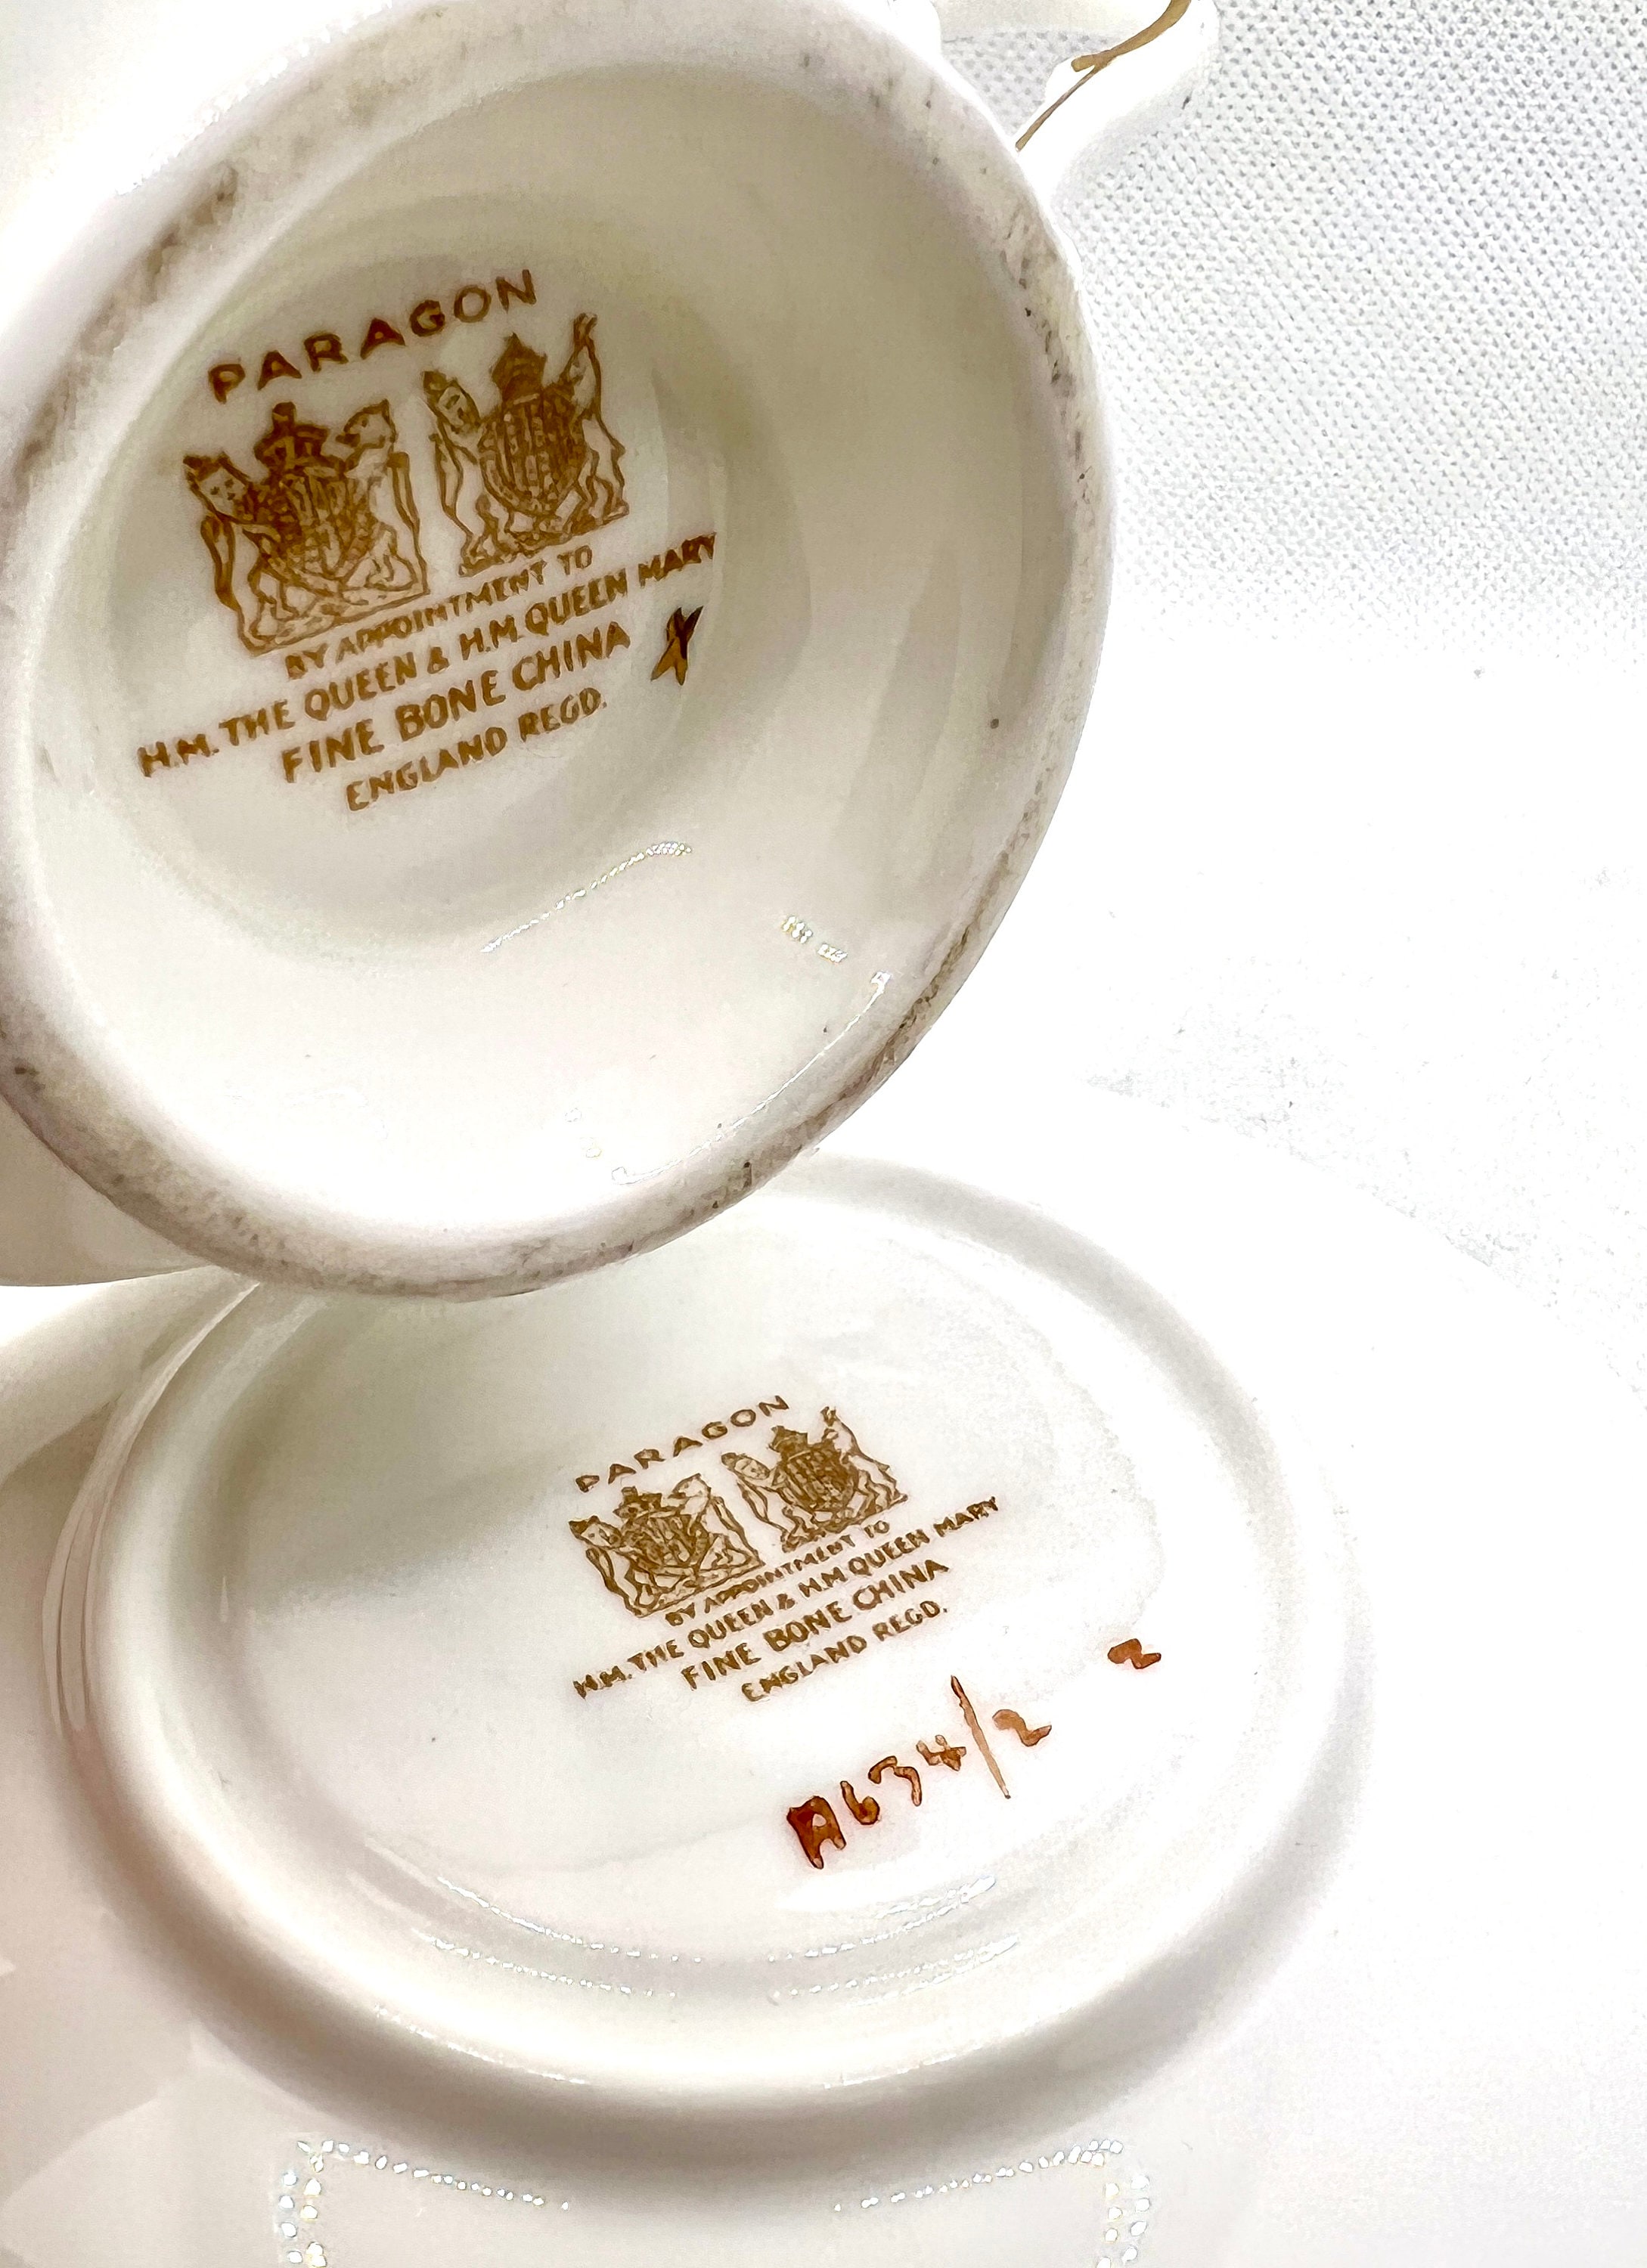 PARAGON
BY APPOINTMENT TO
H.M. THE QUEEN & H.M. QUEEN MARY
FINE BONE CHINA
ENGLAND REGD.
PARAGON
BY APPOINTMENT TO
H.M. THE QUEEN & H.M QUEEN MARY
FINE BONE CHINA
ENGLAND REGD.
2
A634/2